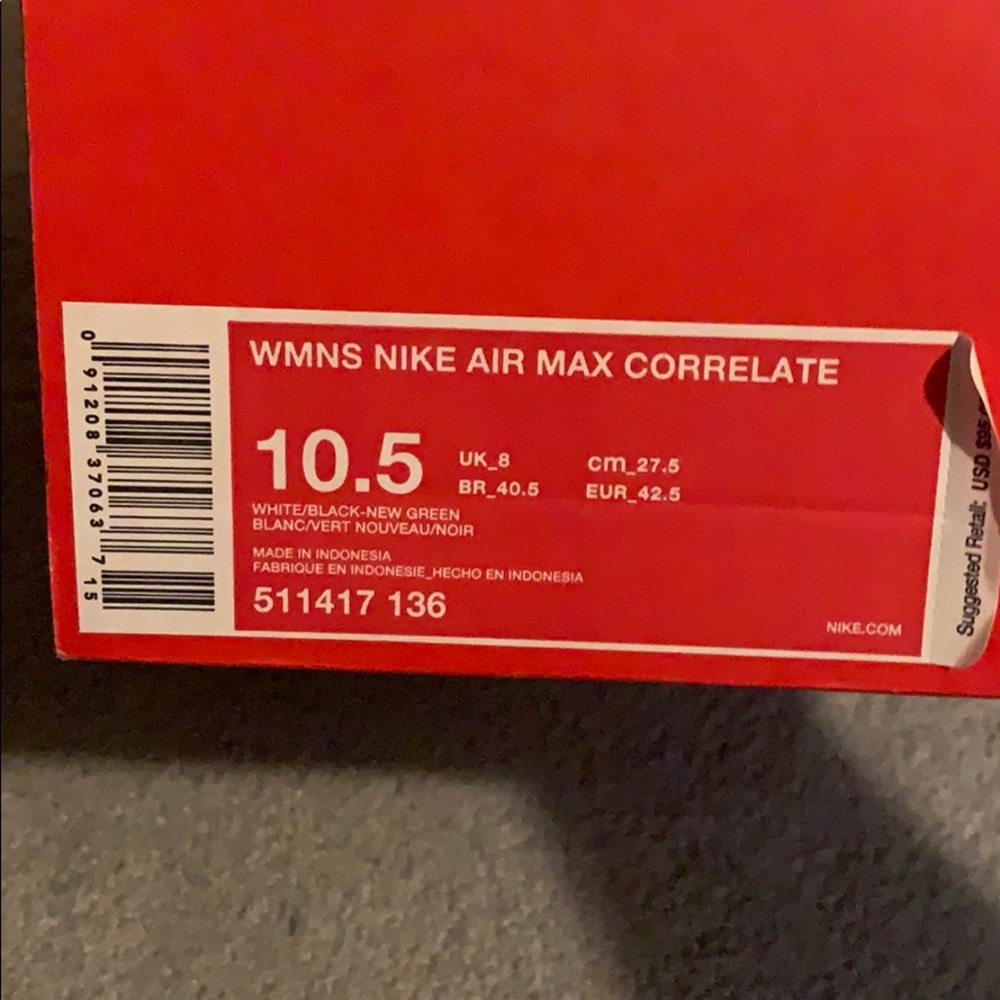 WMNS NIKE AIR MAX CORRELATE
10.5
UK_8 cm_27.5
BR_40.5 EUR_42.5
WHITE/BLACK-NEW GREEN
BLANC/VERT NOUVEAU/NOIR
MADE IN INDONESIA
FABRIQUE EN INDONESIE_HECHO EN INDONESIA
511417 136
NIKE.COM
0 91208 37063 7 15
Suggested Retail: USD